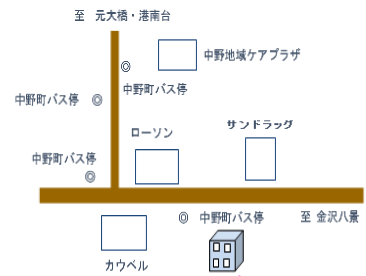 至　元大橋・港南台
中野地域ケアプラザ
中野町バス停
中野町バス停
ローソン
サンドラッグ
中野町バス停
中野町バス停
至 金沢八景
カウベル